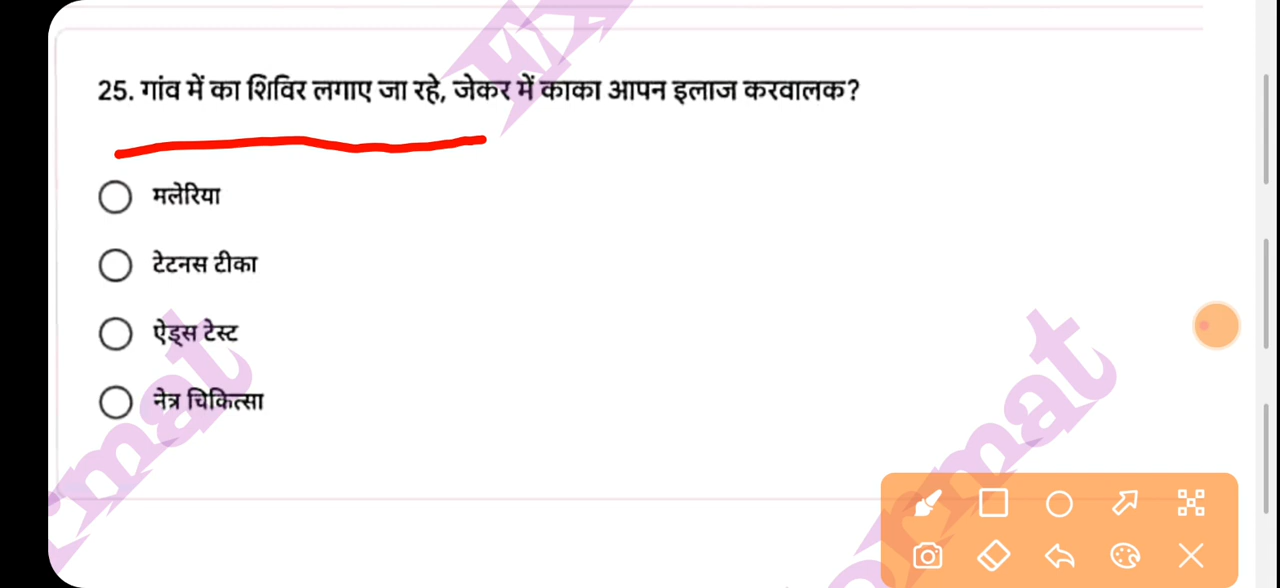 25. गांव में का शिविर लगाए जा रहे, जेकर में काका आपन इलाज करवालक?
मलेरिया
टेटनस टीका
ऐड्स टेस्ट
नेत्र चिकित्सा